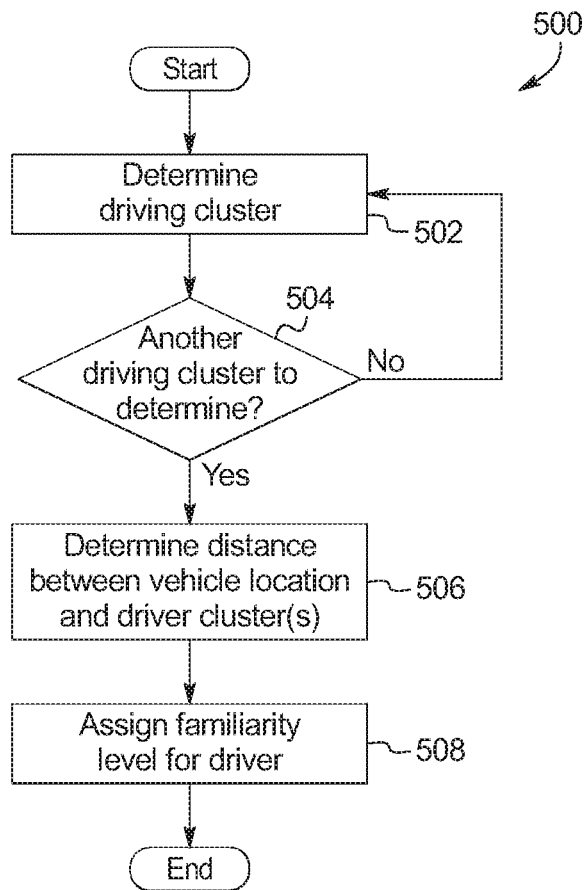 500
Start
Determine
driving cluster
502
504
Another
driving cluster to
determine?
No
Yes
Determine distance
between vehicle location
and driver cluster(s)
506
Assign familiarity
level for driver
508
End